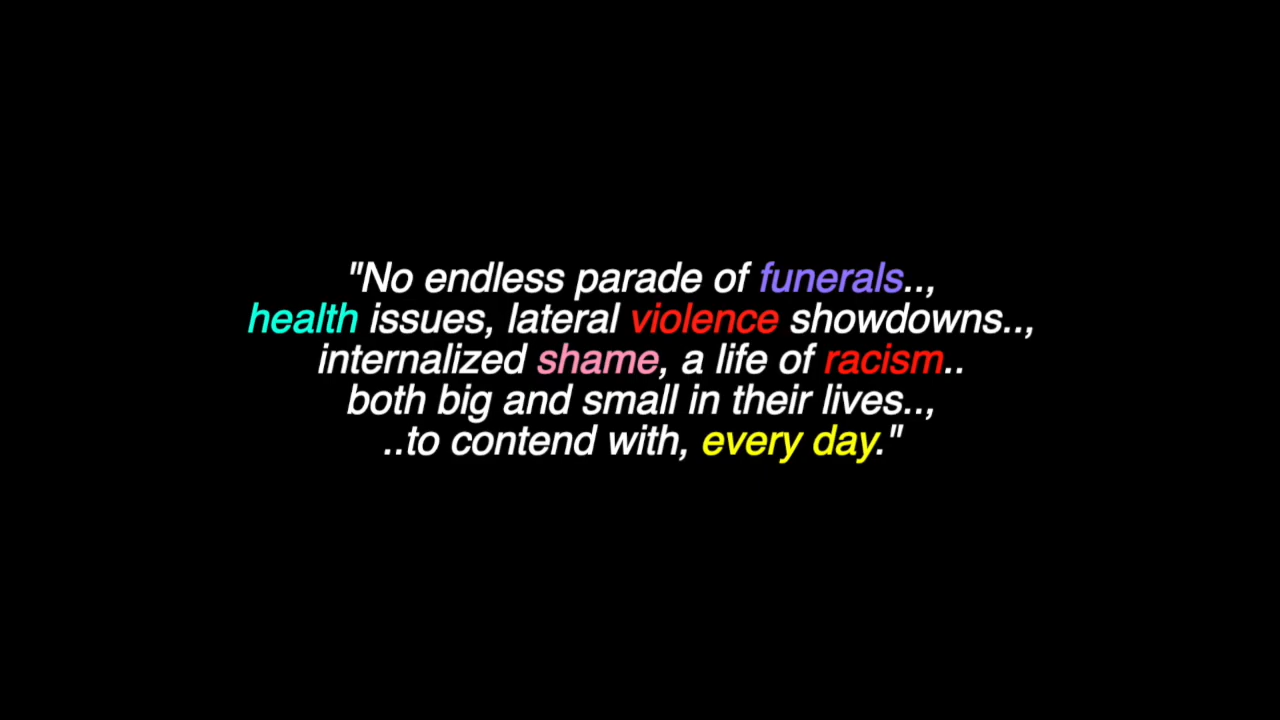 "No endless parade of funerals..,
health issues, lateral violence showdowns..,
internalized shame, a life of racism..
both big and small in their lives..,
..to contend with, every day."